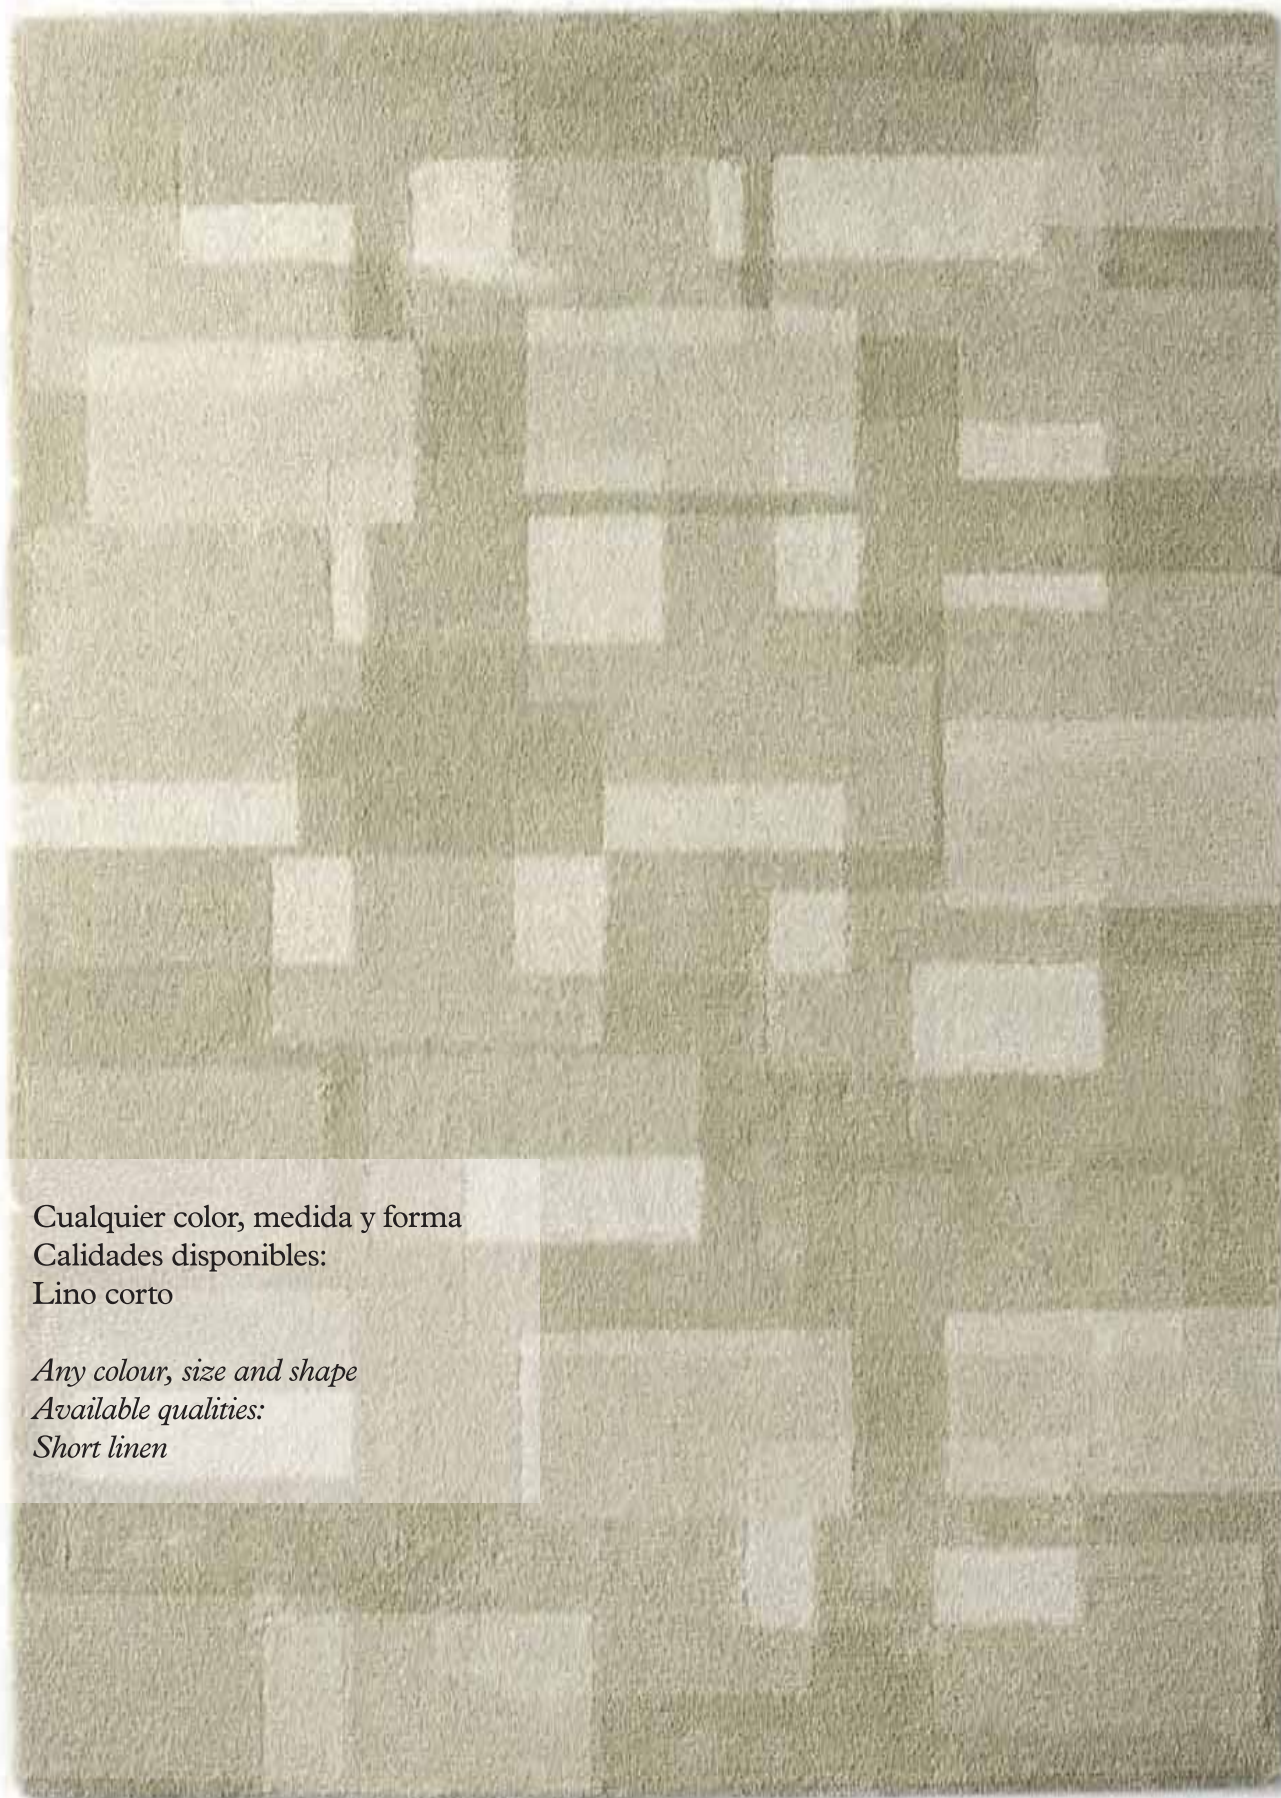 Cualquier color, medida y forma
Calidades disponibles:
Lino corto
Any colour, size and shape
Available qualities:
Short linen